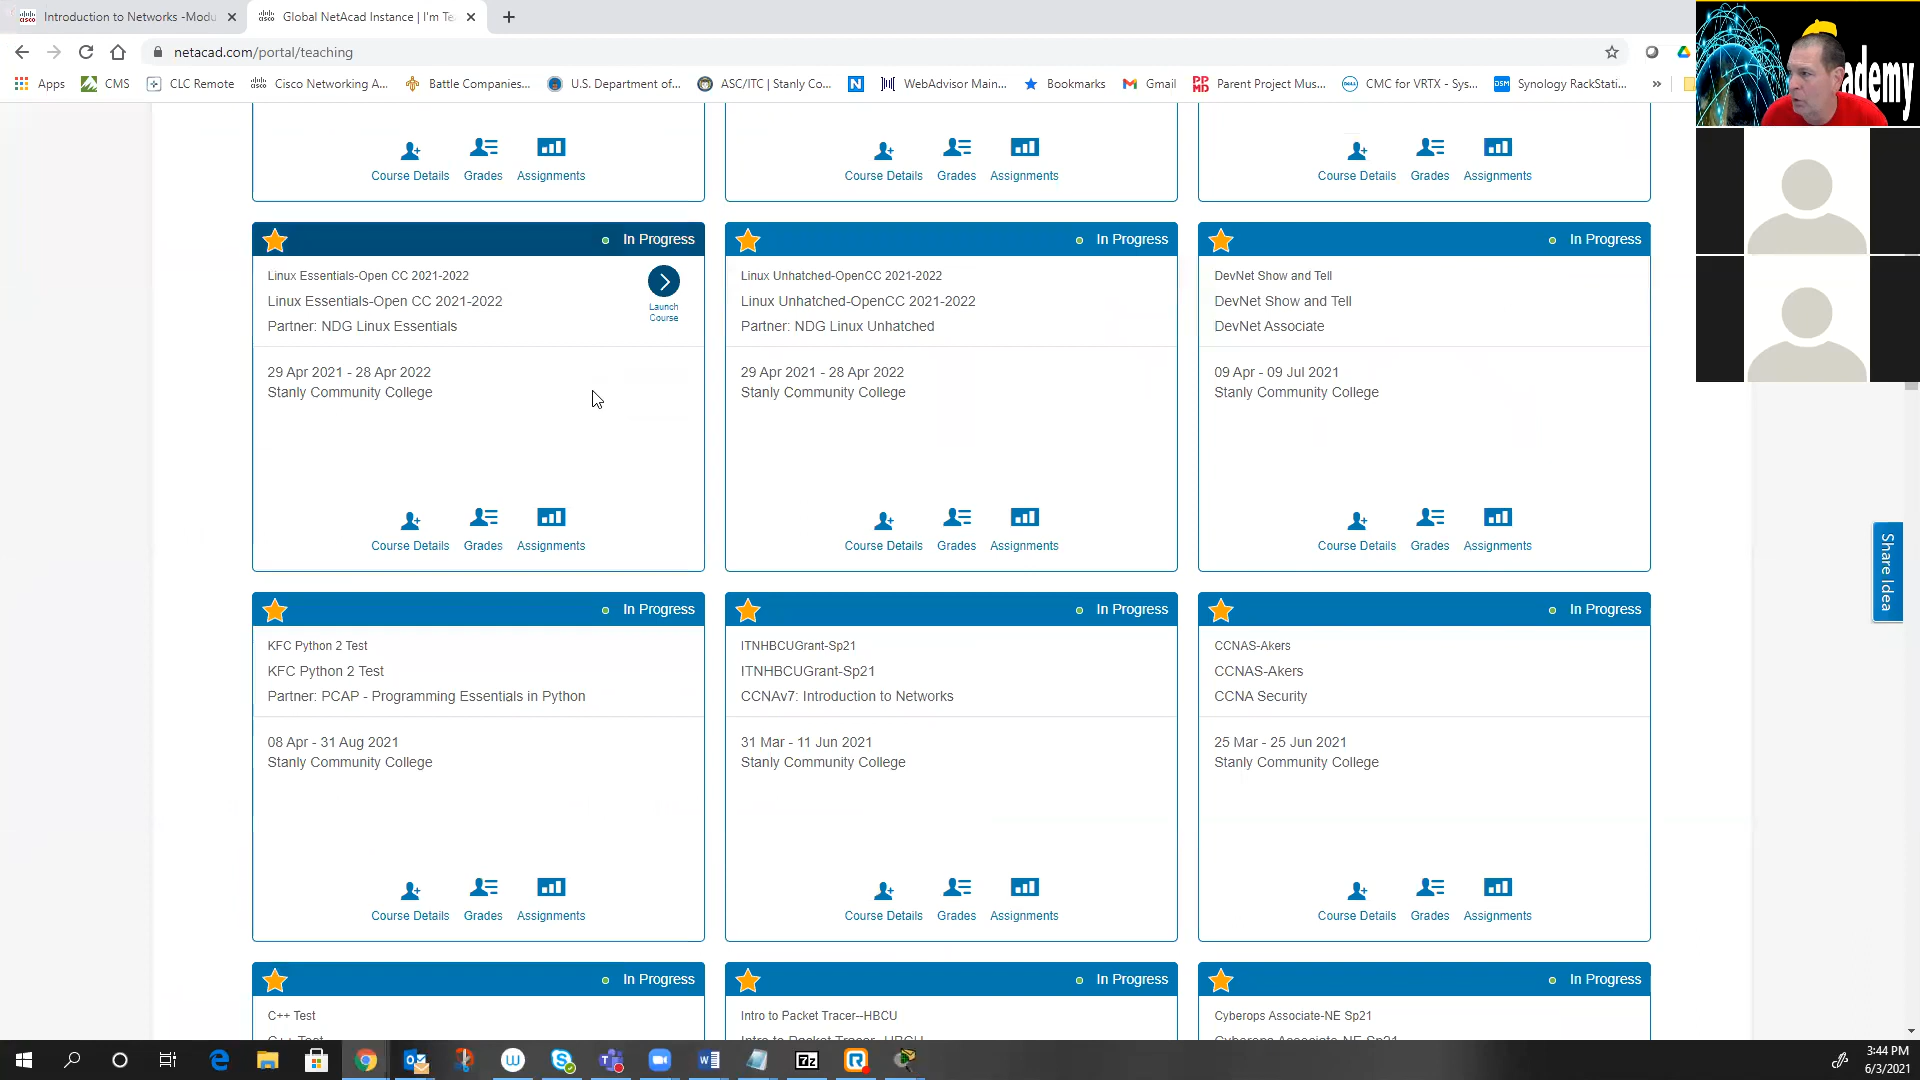 Introduction to Networks -Modu
Global NetAcad Instance | I'm Te
netacad.com/portal/teaching
Apps
CMS
CLC Remote
Cisco Networking A...
Battle Companies...
U.S. Department of...
ASC/ITC | Stanly Co...
WebAdvisor Main...
Bookmarks
Gmail
Parent Project Mus...
CMC for VRTX - Sys...
Synology RackStati...
ademy
Course Details Grades Assignments
Course Details Grades Assignments
Course Details Grades Assignments
In Progress
Linux Essentials-Open CC 2021-2022
Linux Essentials-Open CC 2021-2022
Partner: NDG Linux Essentials
Launch
Course
29 Apr 2021 - 28 Apr 2022
Stanly Community College
Course Details Grades Assignments
In Progress
Linux Unhatched-OpenCC 2021-2022
Linux Unhatched-OpenCC 2021-2022
Partner: NDG Linux Unhatched
29 Apr 2021 - 28 Apr 2022
Stanly Community College
Course Details Grades Assignments
In Progress
DevNet Show and Tell
DevNet Show and Tell
DevNet Associate
09 Apr - 09 Jul 2021
Stanly Community College
Course Details Grades Assignments
Share Idea
In Progress
KFC Python 2 Test
KFC Python 2 Test
Partner: PCAP - Programming Essentials in Python
08 Apr - 31 Aug 2021
Stanly Community College
Course Details Grades Assignments
In Progress
ITNHBCUGrant-Sp21
ITNHBCUGrant-Sp21
CCNAv7: Introduction to Networks
31 Mar - 11 Jun 2021
Stanly Community College
Course Details Grades Assignments
In Progress
CCNAS-Akers
CCNAS-Akers
CCNA Security
25 Mar - 25 Jun 2021
Stanly Community College
Course Details Grades Assignments
In Progress
C++ Test
C++ Test
In Progress
Intro to Packet Tracer--HBCU
Intro to Packet Tracer--HBCU
In Progress
Cyberops Associate-NE Sp21
Cyberops Associate-NE Sp21
3:44 PM
6/3/2021